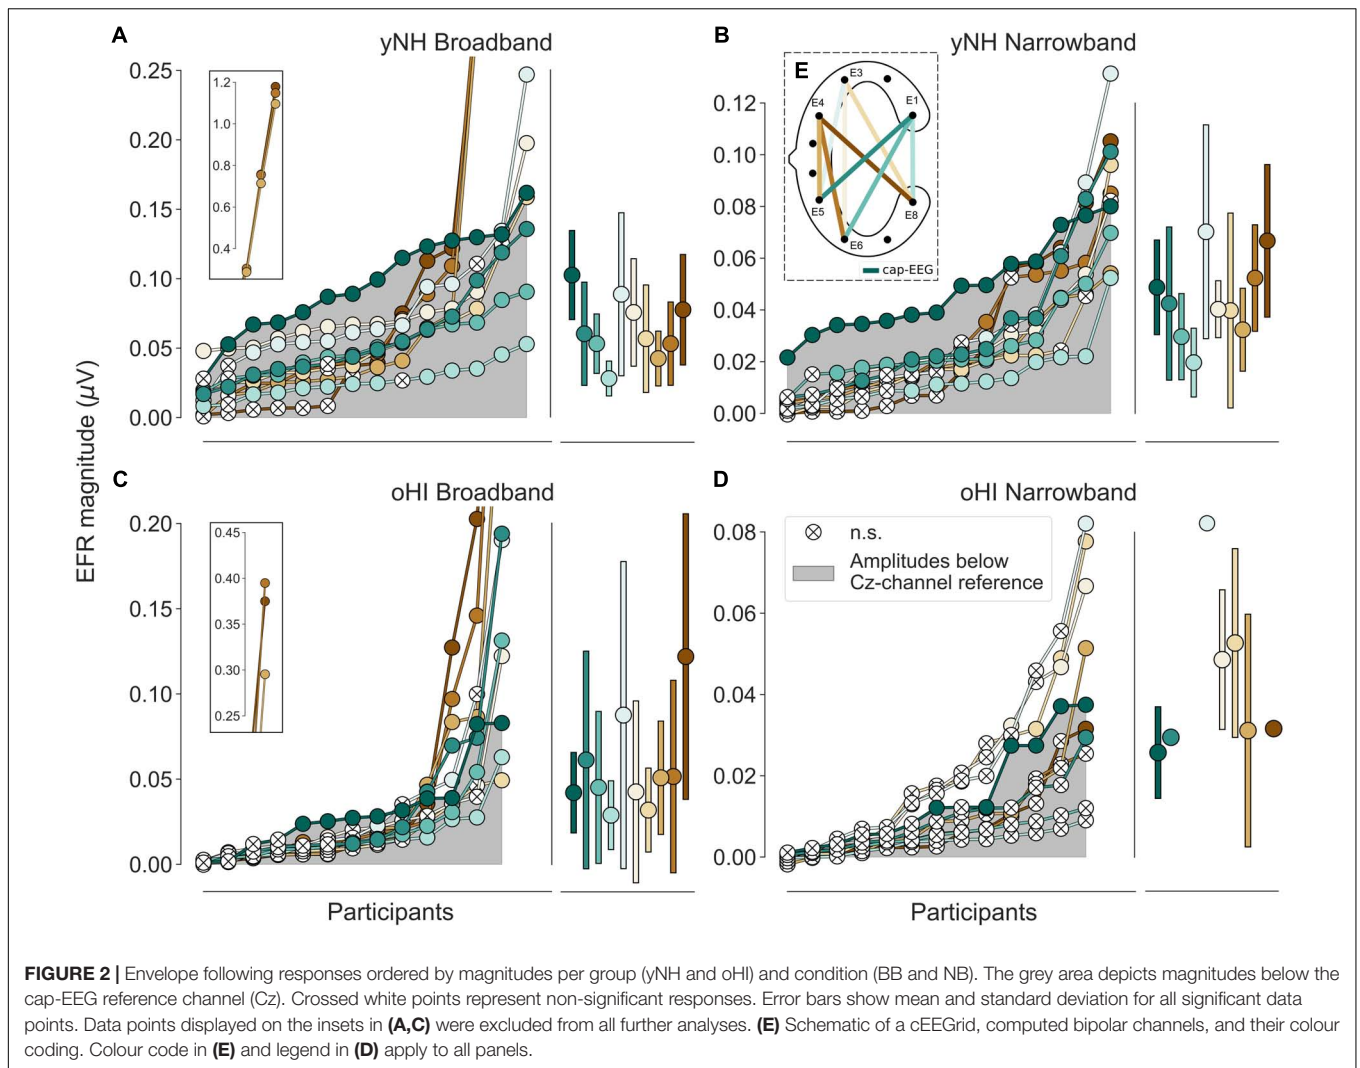 A
yNH Broadband
0.25
0.20
0.15
0.10
0.05
0.00
1.2
1.0
0.8
0.6
0.4
B
yNH Narrowband
0.12
0.10
0.08
0.06
0.04
0.02
0.00
E
E3
E4
E1
E5
E8
E6
cap-EEG
EFR magnitude (μV)
C
oHI Broadband
0.20
0.15
0.10
0.05
0.00
0.45
0.40
0.35
0.30
0.25
Participants
D
oHI Narrowband
0.08
0.06
0.04
0.02
0.00
n.s.
Amplitudes below
Cz-channel reference
Participants
FIGURE 2 | Envelope following responses ordered by magnitudes per group (yNH and oHI) and condition (BB and NB). The grey area depicts magnitudes below the
cap-EEG reference channel (Cz). Crossed white points represent non-significant responses. Error bars show mean and standard deviation for all significant data
points. Data points displayed on the insets in (A,C) were excluded from all further analyses. (E) Schematic of a cEEGrid, computed bipolar channels, and their colour
coding. Colour code in (E) and legend in (D) apply to all panels.